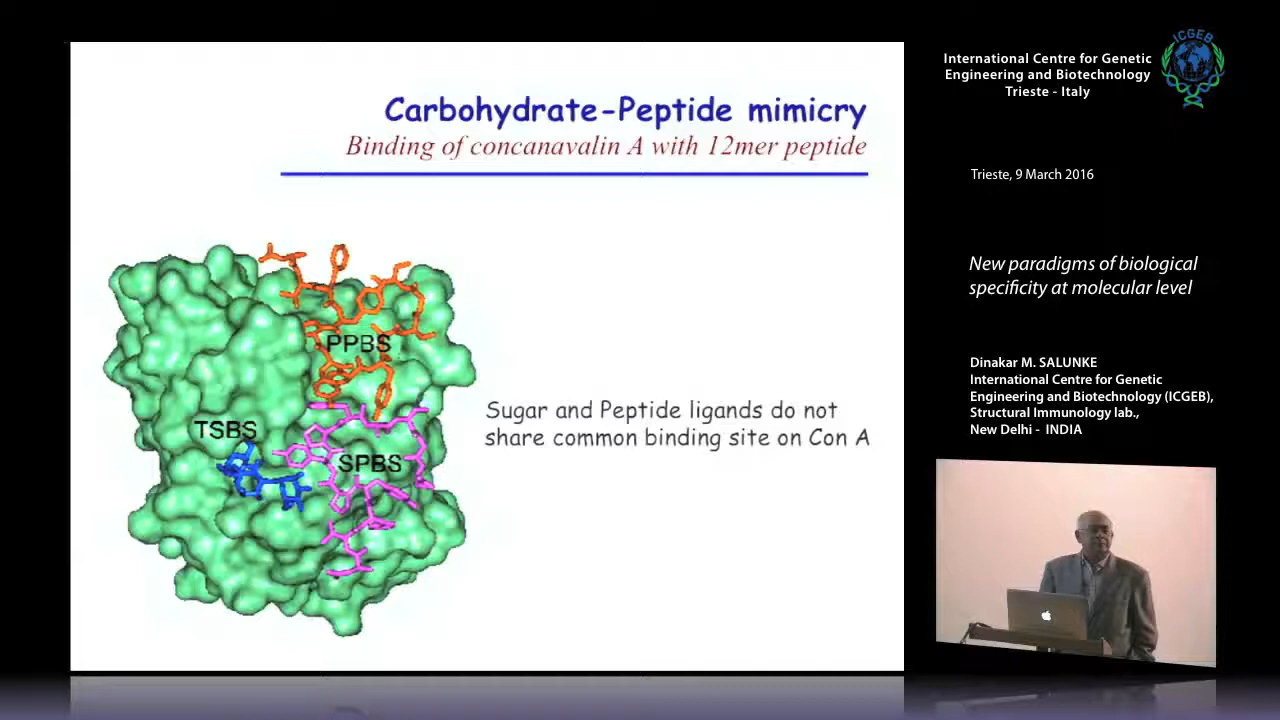 Carbohydrate-Peptide mimicry
Binding of concanavalin A with 12mer peptide
PPBS
TSBS
SPBS
Sugar and Peptide ligands do not
share common binding site on Con A
International Centre for Genetic
Engineering and Biotechnology
Trieste - Italy
ICGEB
Trieste, 9 March 2016
New paradigms of biological
specificity at molecular level
Dinakar M. SALUNKE
International Centre for Genetic
Engineering and Biotechnology (ICGEB),
Structural Immunology lab.,
New Delhi - INDIA